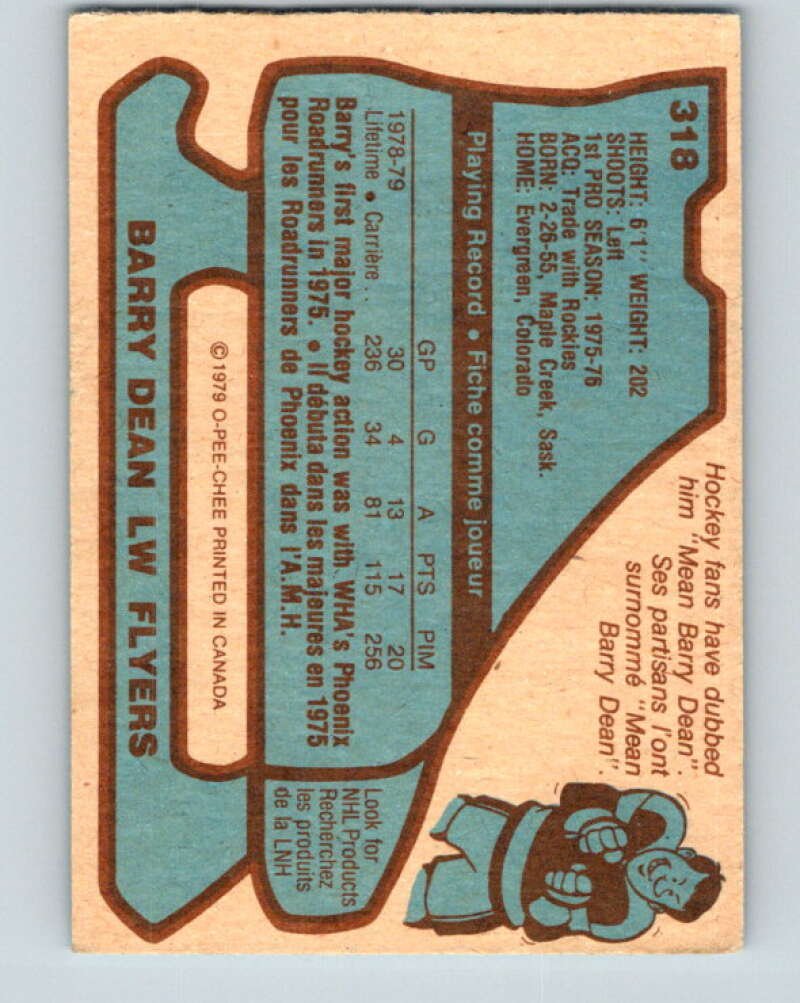 318
HEIGHT: 6'1'' WEIGHT: 202
SHOOTS: Left
1st PRO SEASON: 1975-76
ACQ: Trade with Rockies
BORN: 2-26-55, Maple Creek, Sask.
HOME: Evergreen, Colorado
Hockey fans have dubbed
him "Mean Barry Dean".
Ses partisans l'ont
surnommé "Mean
Barry Dean".
Playing Record • Fiche comme joueur
GP G A PTS PIM
1978-79 30 4 13 17 20
Lifetime • Carrière . . 236 34 81 115 256
Barry's first major hockey action was with WHA's Phoenix
Roadrunners in 1975. • Il débuta dans les majeures en 1975
pour les Roadrunners de Phoenix dans l'A.M.H.
Look for
NHL Products
Recherchez
les produits
de la LNH
© 1979 O-PEE-CHEE PRINTED IN CANADA
BARRY DEAN LW FLYERS